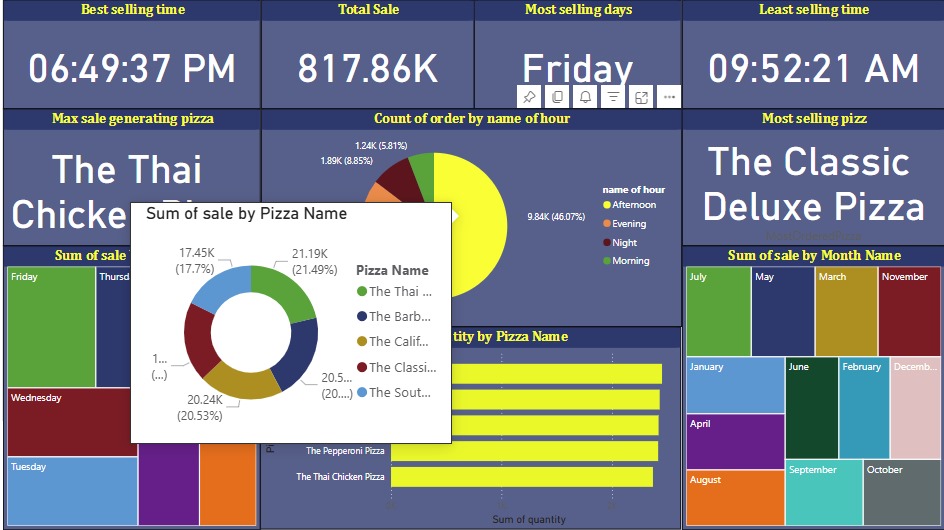 Best selling time
Total Sale
Most selling days
Least selling time
06:49:37 PM
817.86K
Friday
09:52:21 AM
Max sale generating pizza
Count of order by name of hour
Most selling pizz
The Thai
Chicke
The Classic
Deluxe Pizza
1.24K (5.81%)
1.89K (8.85%)
9.84K (46.07%)
name of hour
Afternoon
Evening
Night
Morning
Sum of sale by Pizza Name
17.45K
(17.7%)
21.19K
(21.49%)
1...
(...)
20.5...
(20....)
20.24K
(20.53%)
Pizza Name
The Thai ...
The Barb...
The Calif...
The Classi...
The Sout...
Sum of sale
Friday
Thursd
Wednesday
Tuesday
tity by Pizza Name
The Pepperoni Pizza
The Thai Chicken Pizza
Sum of quantity
Sum of sale by Month Name
July
May
March
November
January
June
February
Decemb...
April
August
September
October